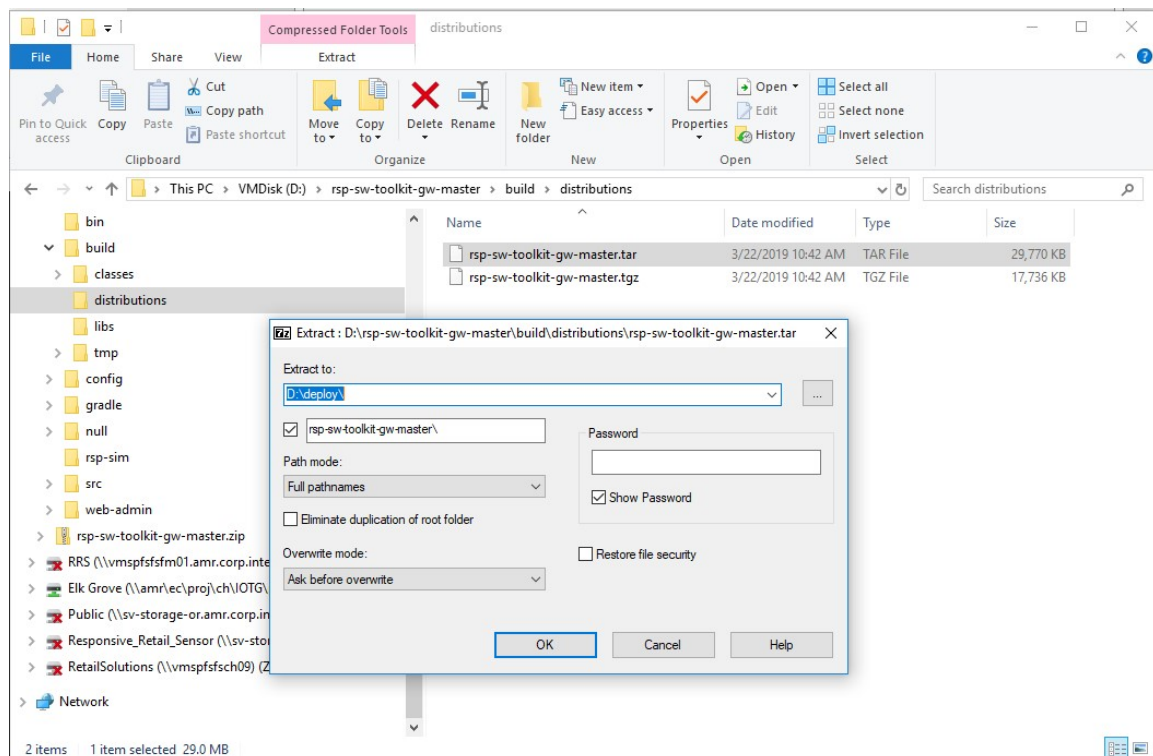 Compressed Folder Tools
distributions
File
Home
Share
View
Extract
Pin to Quick access
Copy
Paste
Cut
Copy path
Paste shortcut
Move to
Copy to
Delete
Rename
New folder
New item
Easy access
Properties
Open
Edit
History
Select all
Select none
Invert selection
Clipboard
Organize
New
Open
Select
This PC > VMDisk (D:) > rsp-sw-toolkit-gw-master > build > distributions
Search distributions
bin
build
classes
distributions
libs
tmp
config
gradle
null
rsp-sim
src
web-admin
rsp-sw-toolkit-gw-master.zip
RRS (\\vmspfsfsfm01.amr.corp.inte
Elk Grove (\\amr\ec\proj\ch\IOTG\
Public (\\sv-storage-or.amr.corp.in
Responsive_Retail_Sensor (\\sv-sto
RetailSolutions (\\vmspfsfsch09) (Z
Network
Name Date modified Type Size
rsp-sw-toolkit-gw-master.tar 3/22/2019 10:42 AM TAR File 29,770 KB
rsp-sw-toolkit-gw-master.tgz 3/22/2019 10:42 AM TGZ File 17,736 KB
7z Extract : D:\rsp-sw-toolkit-gw-master\build\distributions\rsp-sw-toolkit-gw-master.tar
Extract to:
D:\deploy\
...
rsp-sw-toolkit-gw-master\
Path mode:
Full pathnames
Eliminate duplication of root folder
Overwrite mode:
Ask before overwrite
Password
Show Password
Restore file security
OK
Cancel
Help
2 items
1 item selected 29.0 MB